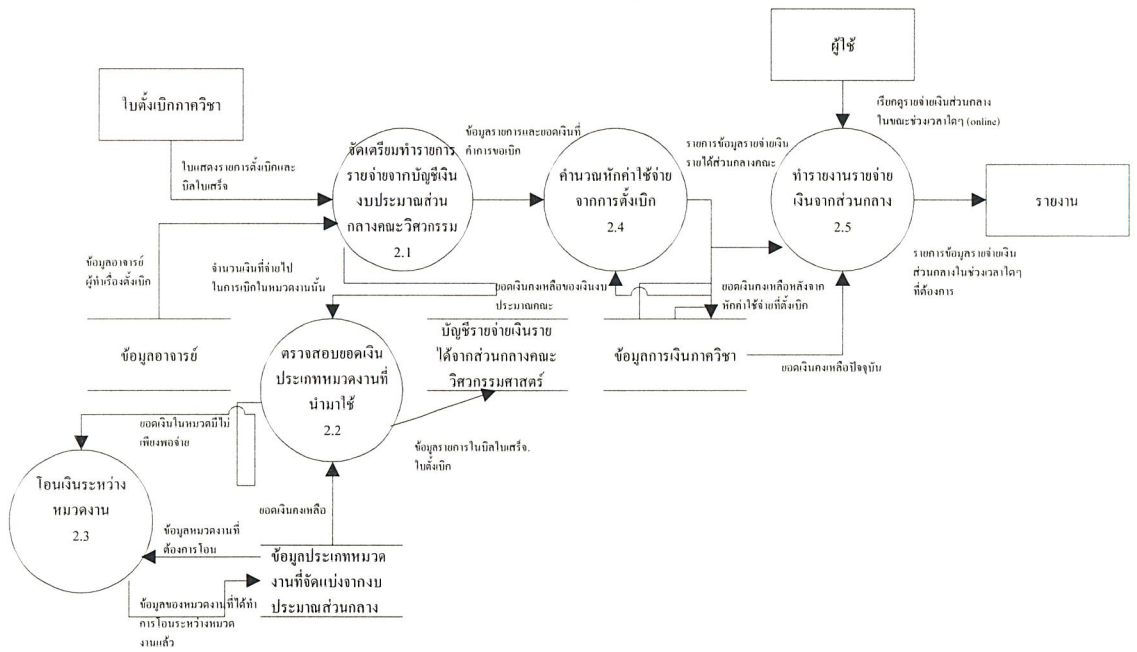 ผู้ใช้
ใบตั้งเบิกภาควิชา
เรียกดูรายจ่ายเงินส่วนกลาง
ในขณะช่วงเวลาใดๆ (online)
ใบแสดงรายการตั้งเบิกและ
บิลใบเสร็จ
จัดเตรียมทำรายการ
รายจ่ายจากบัญชีเงิน
งบประมาณส่วน
กลางคณะวิศวกรรม
2.1
ข้อมูลรายการและยอดเงินที่
ทำการขอเบิก
คำนวณหักค่าใช้จ่าย
จากการตั้งเบิก
2.4
รายการข้อมูลรายจ่ายเงิน
รายได้ส่วนกลางคณะ
ทำรายงานรายจ่าย
เงินจากส่วนกลาง
2.5
รายงาน
ข้อมูลอาจารย์
ผู้ทำเรื่องตั้งเบิก
จำนวนเงินที่จ่ายไป
ในการเบิกในหมวดงานนั้น
ยอดเงินคงเหลือของเงินงบ
ประมาณคณะ
ยอดเงินคงเหลือหลังจาก
หักค่าใช้จ่ายที่ตั้งเบิก
รายการข้อมูลรายจ่ายเงิน
ส่วนกลางในช่วงเวลาใดๆ
ที่ต้องการ
ข้อมูลอาจารย์
ตรวจสอบยอดเงิน
ประเภทหมวดงานที่
นำมาใช้
2.2
บัญชีรายจ่ายเงินราย
ได้จากส่วนกลางคณะ
วิศวกรรมศาสตร์
ข้อมูลการเงินภาควิชา
ยอดเงินคงเหลือปัจจุบัน
ยอดเงินในหมวดมีไม่
เพียงพอจ่าย
ข้อมูลรายการในบิลใบเสร็จ,
ใบตั้งเบิก
โอนเงินระหว่าง
หมวดงาน
2.3
ยอดเงินคงเหลือ
ข้อมูลหมวดงานที่
ต้องการโอน
ข้อมูลประเภทหมวด
งานที่จัดแบ่งจากงบ
ประมาณส่วนกลาง
ข้อมูลของหมวดงานที่ได้ทำ
การโอนระหว่างหมวด
งานแล้ว